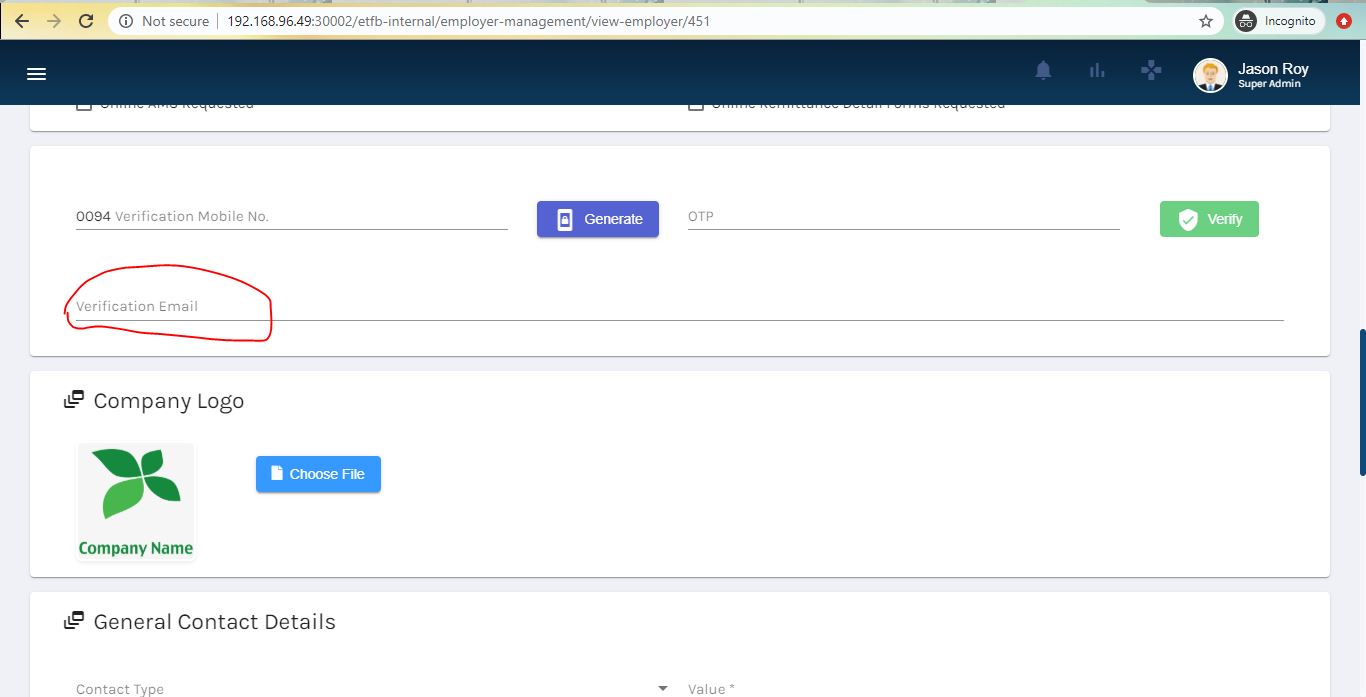 Not secure 192.168.96.49:30002/etfb-internal/employer-management/view-employer/451 Incognito
Jason Roy
Super Admin
Online AMS Requested Online Remittance Detail Forms Requested
0094 Verification Mobile No. Generate OTP Verify
Verification Email
Company Logo
Choose File
Company Name
General Contact Details
Contact Type Value *